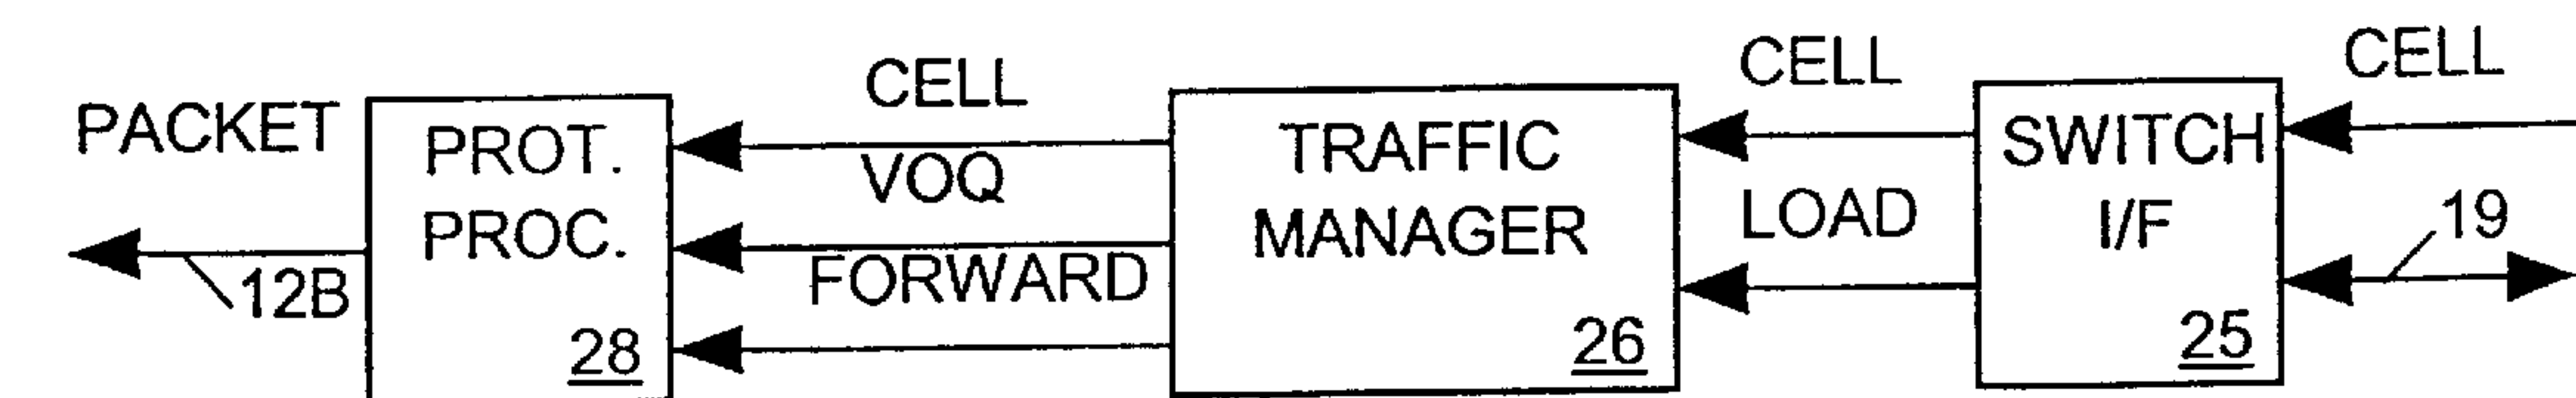 PACKET
12B
PROT.
PROC.
28
CELL
VOQ
FORWARD
TRAFFIC
MANAGER
26
CELL
LOAD
SWITCH
I/F
25
CELL
19